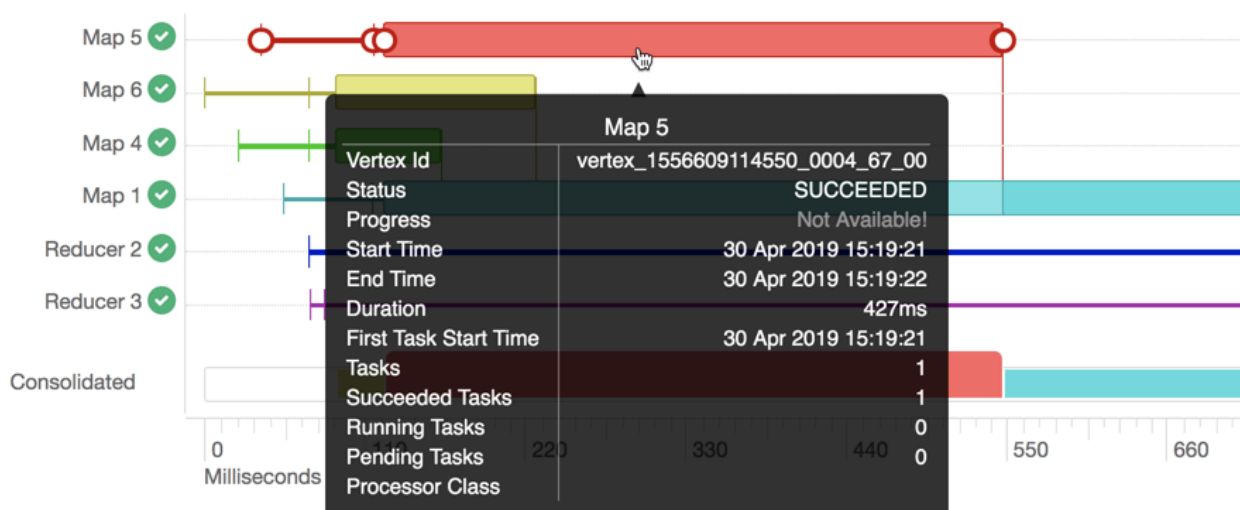 Map 5
Map 6
Map 5
Map 4
Vertex Id vertex_1556609114550_0004_67_00
Status SUCCEEDED
Map 1
Progress Not Available!
Reducer 2
Start Time 30 Apr 2019 15:19:21
End Time 30 Apr 2019 15:19:22
Reducer 3
Duration 427ms
First Task Start Time 30 Apr 2019 15:19:21
Tasks 1
Consolidated
Succeeded Tasks 1
Running Tasks 0
0 110 220 330 440 550 660
Pending Tasks 0
Milliseconds
Processor Class